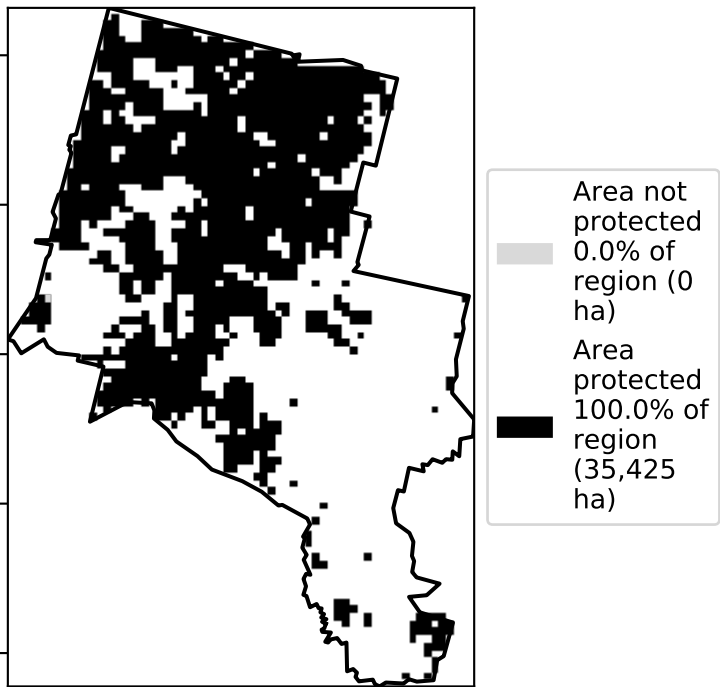 Area not
protected
0.0% of
region (0
ha)
Area
protected
100.0% of
region
(35,425
ha)